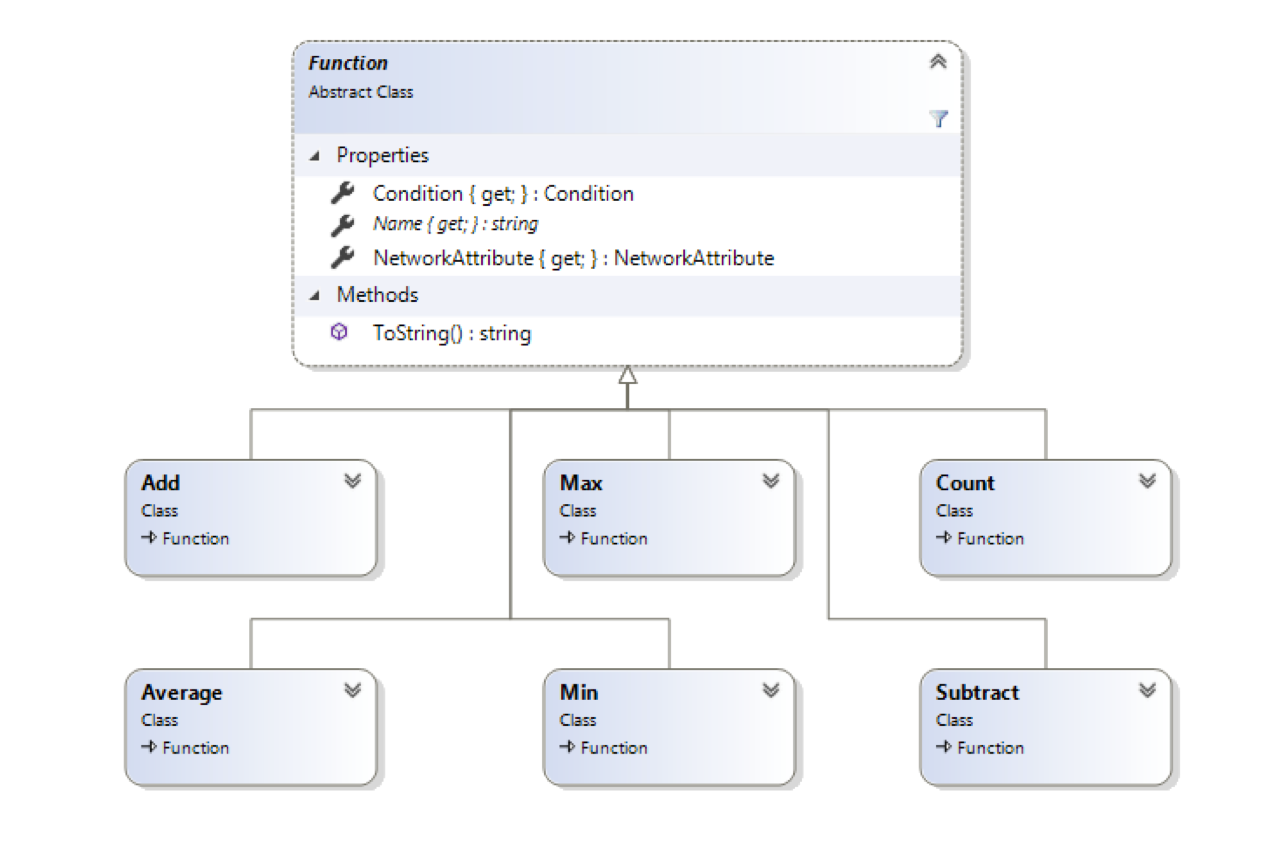 Function
Abstract Class
Properties
Condition { get; } : Condition
Name { get; } : string
NetworkAttribute { get; } : NetworkAttribute
Methods
ToString() : string
Add
Class
Function
Max
Class
Function
Count
Class
Function
Average
Class
Function
Min
Class
Function
Subtract
Class
Function